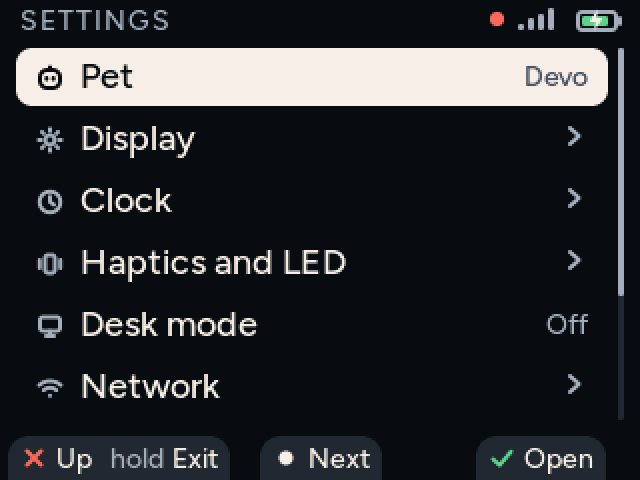 SETTINGS
Pet Devo
Display
Clock
Haptics and LED
Desk mode Off
Network
Up hold Exit Next Open